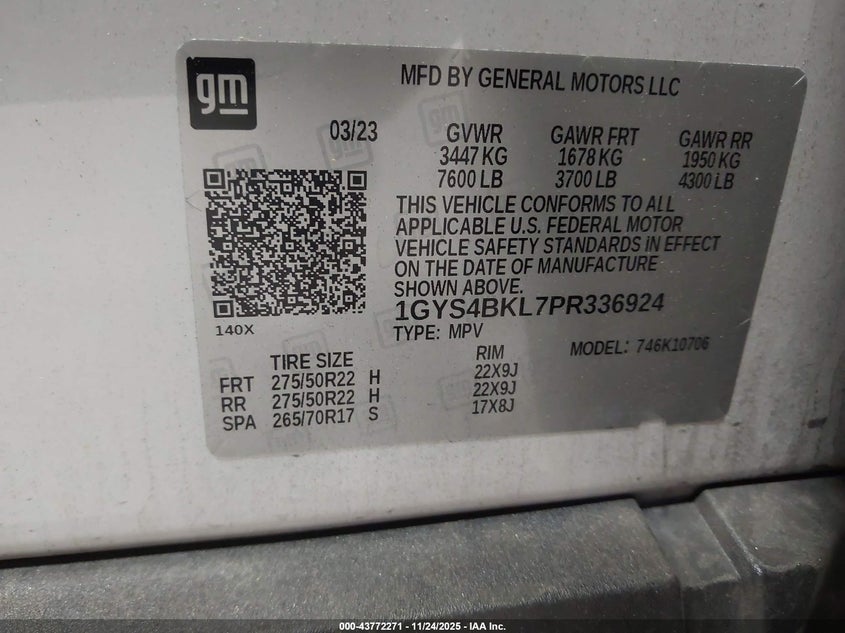 gm
MFD BY GENERAL MOTORS LLC
03/23
GVWR GAWR FRT GAWR RR
3447 KG 1678 KG 1950 KG
7600 LB 3700 LB 4300 LB
THIS VEHICLE CONFORMS TO ALL
APPLICABLE U.S. FEDERAL MOTOR
VEHICLE SAFETY STANDARDS IN EFFECT
ON THE DATE OF MANUFACTURE
SHOWN ABOVE.
1GYS4BKL7PR336924
140X
TYPE: MPV
MODEL: 746K10706
TIRE SIZE RIM
FRT 275/50R22 H 22X9J
RR 275/50R22 H 22X9J
SPA 265/70R17 S 17X8J
000-43772271 - 11/24/2025 - IAA Inc.